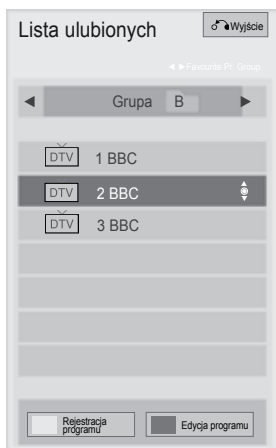 Lista ulubionych
Wyjście
◄ ►Favourite Pr. Group
◄ Grupa B ►
DTV 1 BBC
DTV 2 BBC
DTV 3 BBC
Rejestracja
programu
Edycja programu